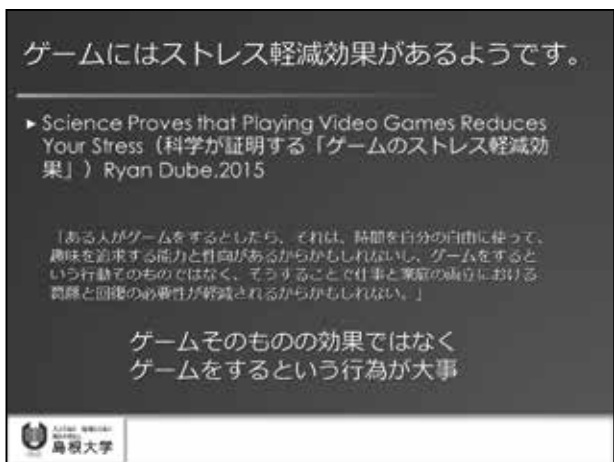 ゲームにはストレス軽減効果があるようです。
▶ Science Proves that Playing Video Games Reduces
Your Stress（科学が証明する「ゲームのストレス軽減効
果」）Ryan Dube.2015
「ある人がゲームをするとしたら、それは、時間を自分の自由に使って、
趣味を追求する能力と性向があるからかもしれないし、ゲームをすると
いう行動そのものではなく、そうすることで仕事と家庭の両立における
葛藤と回復の必要性が軽減されるからかもしれない。」
ゲームそのものの効果ではなく
ゲームをするという行為が大事
島根大学